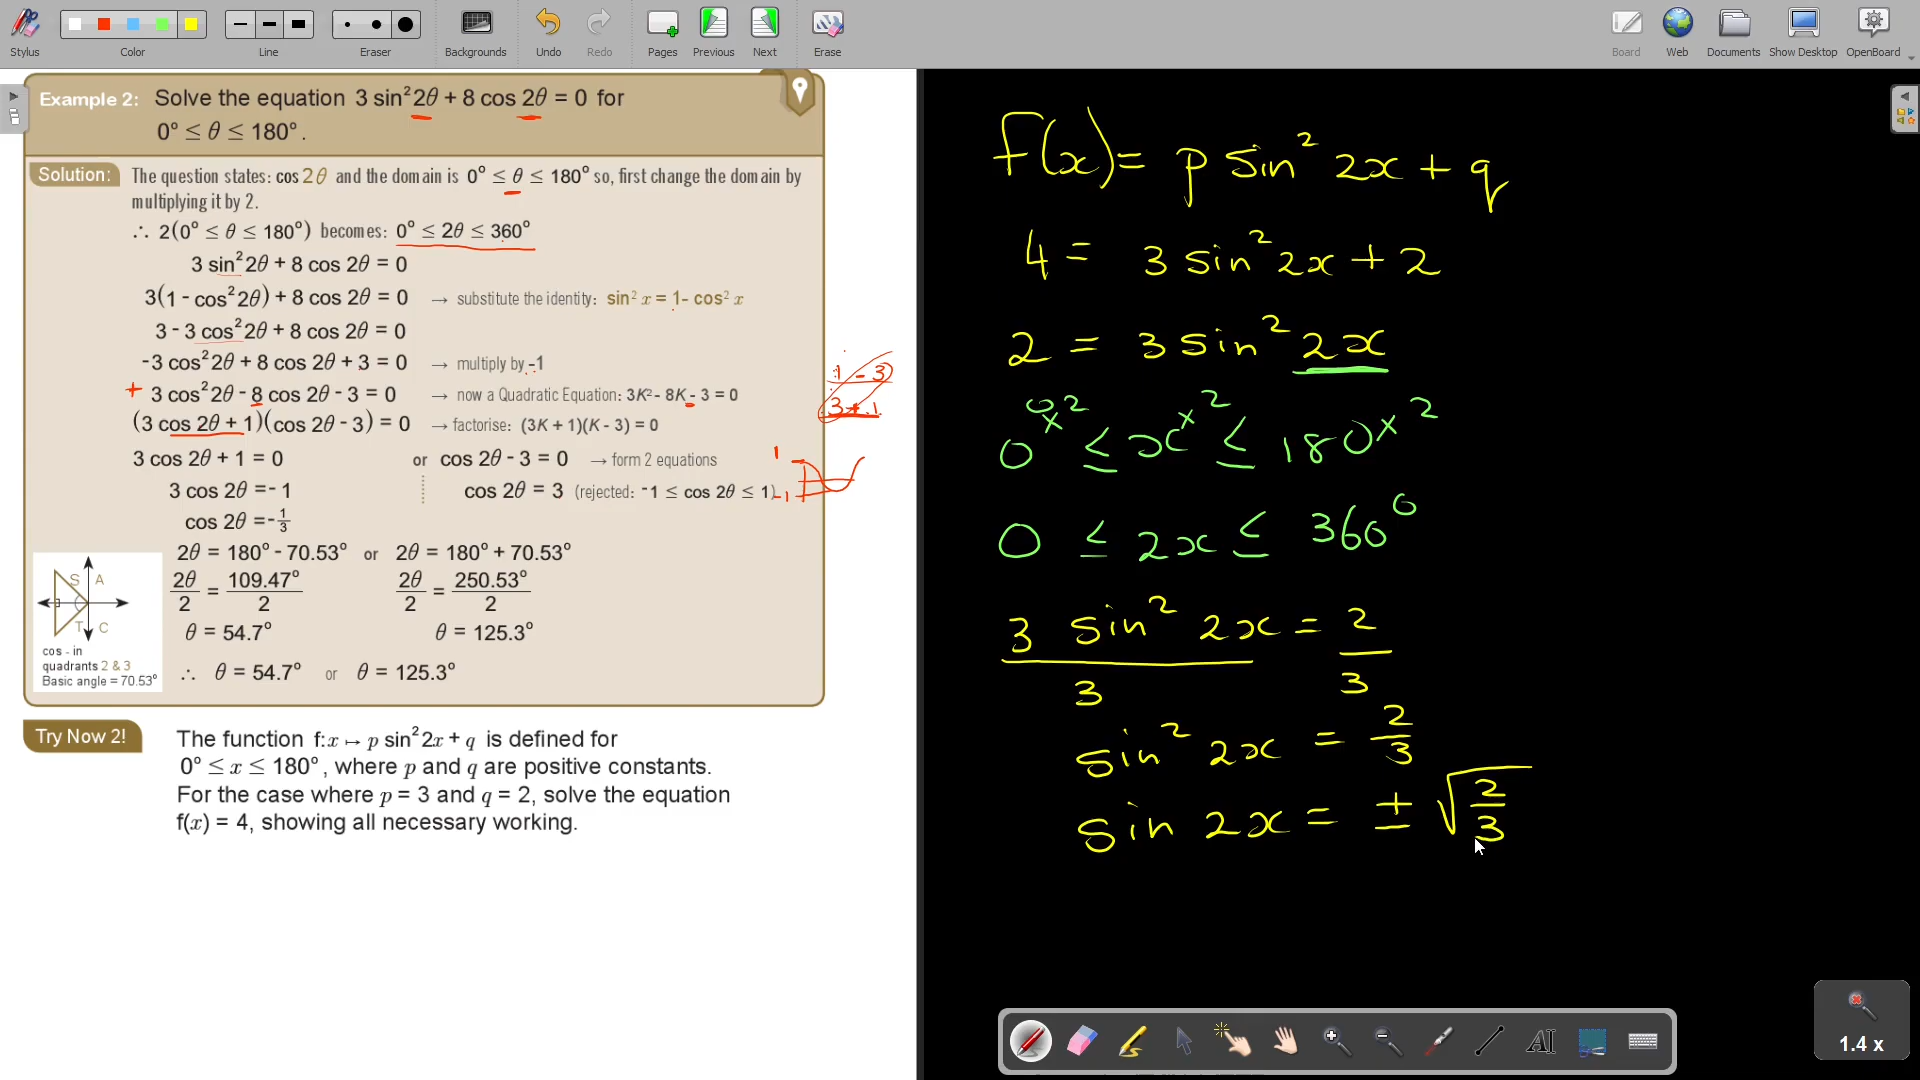 Stylus Color Line Eraser Backgrounds Undo Redo Pages Previous Next Erase Board Web Documents Show Desktop OpenBoard
Example 2: Solve the equation 3 sin²2θ + 8 cos 2θ = 0 for
0° ≤ θ ≤ 180°.
Solution: The question states: cos 2θ and the domain is 0° ≤ θ ≤ 180° so, first change the domain by
multiplying it by 2.
∴ 2(0° ≤ θ ≤ 180°) becomes: 0° ≤ 2θ ≤ 360°
3 sin²2θ + 8 cos 2θ = 0
3(1 - cos²2θ) + 8 cos 2θ = 0 → substitute the identity: sin² x = 1- cos² x
3 - 3 cos²2θ + 8 cos 2θ = 0
-3 cos²2θ + 8 cos 2θ + 3 = 0 → multiply by -1
+ 3 cos²2θ - 8 cos 2θ - 3 = 0 → now a Quadratic Equation: 3K² - 8K - 3 = 0
(3 cos 2θ + 1)(cos 2θ - 3) = 0 → factorise: (3K + 1)(K - 3) = 0
1 - 3
3 + 1
3 cos 2θ + 1 = 0 or cos 2θ - 3 = 0 → form 2 equations
3 cos 2θ = - 1 cos 2θ = 3 (rejected: -1 ≤ cos 2θ ≤ 1)
1
-1
cos 2θ = -1/3
2θ = 180° - 70.53° or 2θ = 180° + 70.53°
2θ/2 = 109.47°/2 2θ/2 = 250.53°/2
θ = 54.7° θ = 125.3°
∴ θ = 54.7° or θ = 125.3°
S A
T C
cos - in
quadrants 2 & 3
Basic angle = 70.53°
Try Now 2! The function f: x ↦ p sin²2x + q is defined for
0° ≤ x ≤ 180°, where p and q are positive constants.
For the case where p = 3 and q = 2, solve the equation
f(x) = 4, showing all necessary working.
f(x) = p sin² 2x + q
4 = 3 sin² 2x + 2
2 = 3 sin² 2x
0° ×2 ≤ x ×2 ≤ 180 ×2
0 ≤ 2x ≤ 360°
3 sin² 2x = 2
3 3
sin² 2x = 2/3
sin 2x = ± √(2/3)
1.4 x